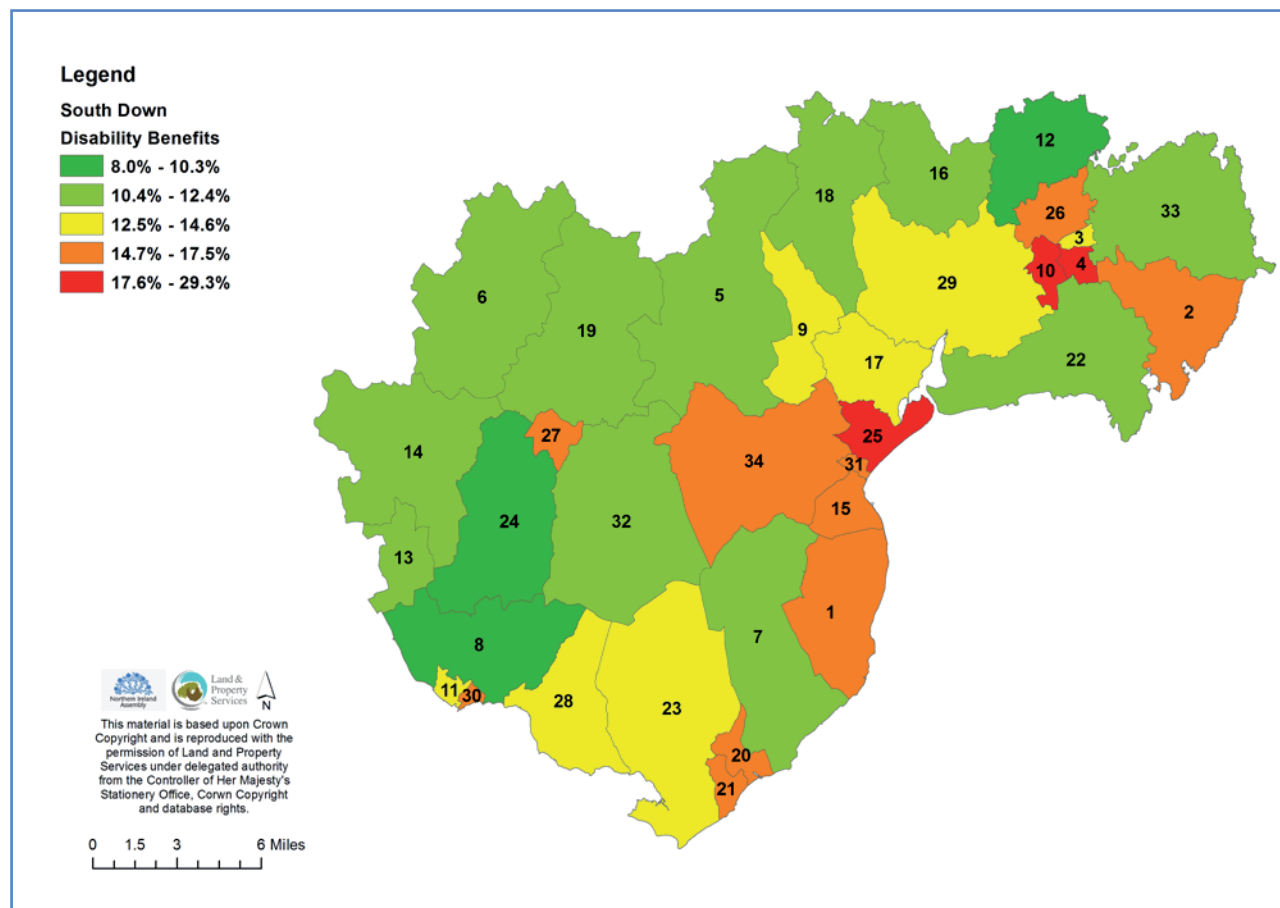 Legend
South Down
Disability Benefits
8.0% - 10.3%
10.4% - 12.4%
12.5% - 14.6%
14.7% - 17.5%
17.6% - 29.3%
12
16
18
26
33
3
10
4
29
5
6
2
19
9
22
17
27
25
14
34
31
15
24
32
13
1
7
8
11
30
28
23
20
21
Northern Ireland
Assembly
Land &
Property
Services
N
This material is based upon Crown
Copyright and is reproduced with the
permission of Land and Property
Services under delegated authority
from the Controller of Her Majesty's
Stationery Office, Corwn Copyright
and database rights.
0 1.5 3 6 Miles